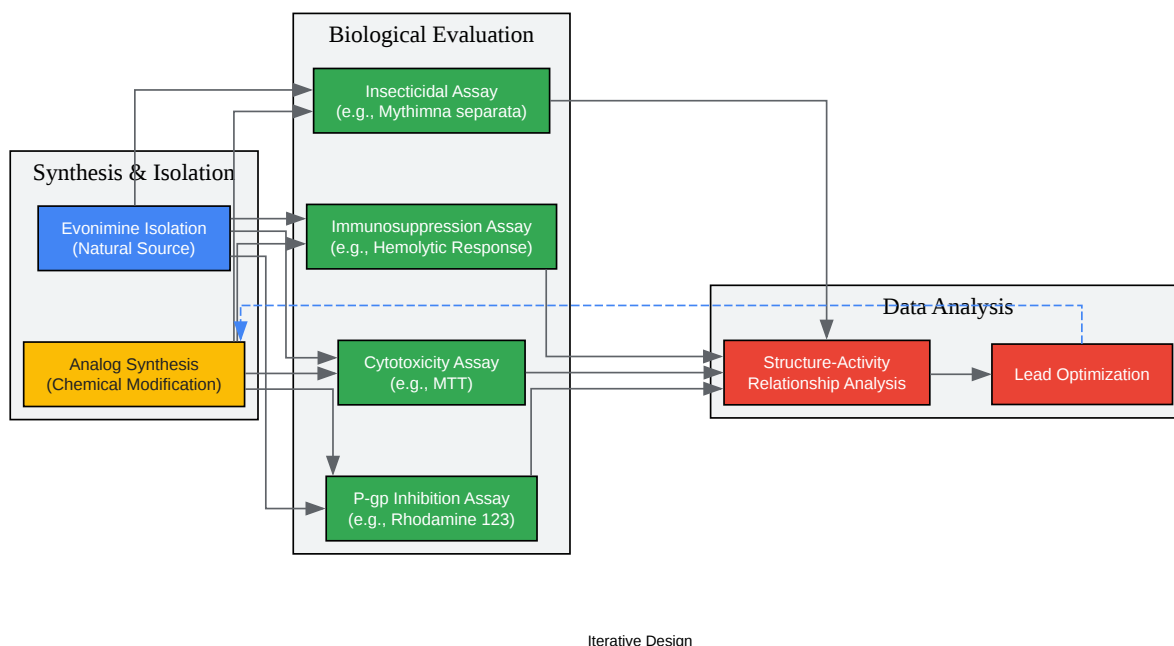 Biological Evaluation
Insecticidal Assay
(e.g., Mythimna separata)
Synthesis & Isolation
Evonimine Isolation
(Natural Source)
Immunosuppression Assay
(e.g., Hemolytic Response)
Data Analysis
Analog Synthesis
(Chemical Modification)
Cytotoxicity Assay
(e.g., MTT)
Structure-Activity
Relationship Analysis
Lead Optimization
P-gp Inhibition Assay
(e.g., Rhodamine 123)
Iterative Design